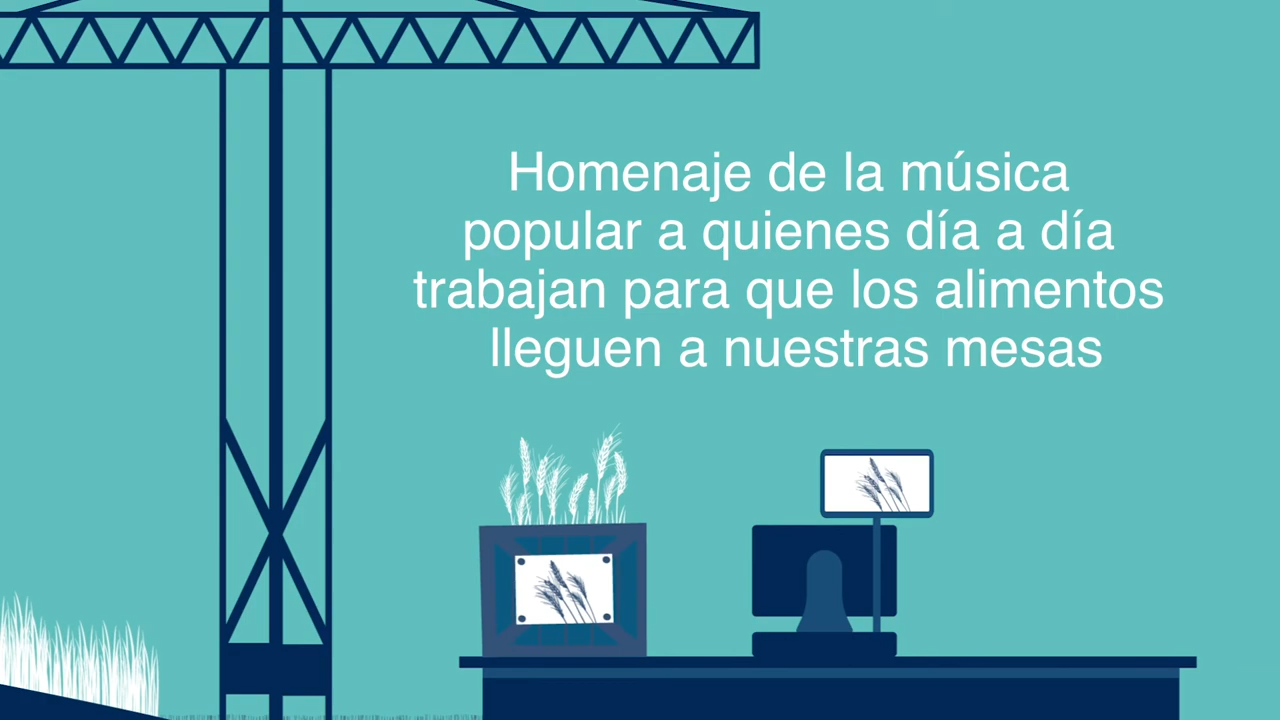 Homenaje de la música
popular a quienes día a día
trabajan para que los alimentos
lleguen a nuestras mesas